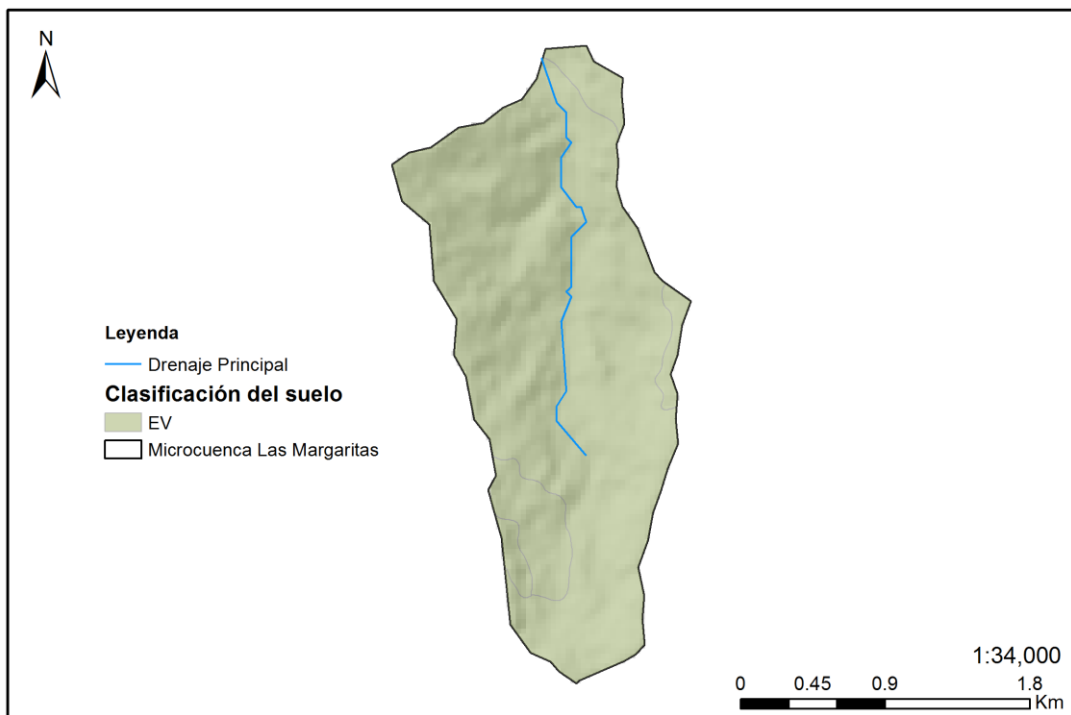 N
Leyenda
Drenaje Principal
Clasificación del suelo
EV
Microcuenca Las Margaritas
1:34,000
0 0.45 0.9 1.8
Km